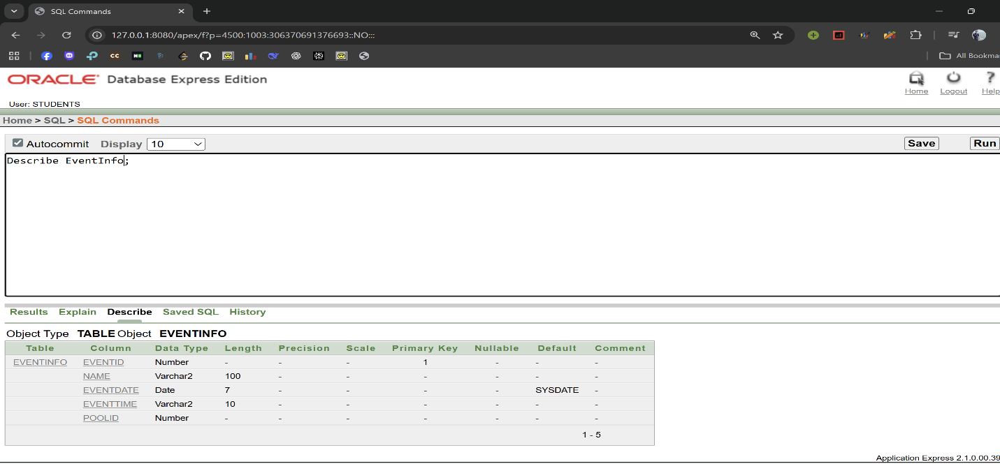 SQL Commands
127.0.0.1:8080/apex/f?p=4500:1003:306370691376693::NO:::
CC
All Bookma
ORACLE Database Express Edition
Home Logout Help
User: STUDENTS
Home > SQL > SQL Commands
Autocommit Display 10 Save Run
Describe EventInfo;
Results Explain Describe Saved SQL History
Object Type TABLE Object EVENTINFO
Table Column Data Type Length Precision Scale Primary Key Nullable Default Comment
EVENTINFO EVENTID Number - - - 1 - - -
NAME Varchar2 100 - - - - - -
EVENTDATE Date 7 - - - - SYSDATE -
EVENTTIME Varchar2 10 - - - - - -
POOLID Number - - - - - - -
1 - 5
Application Express 2.1.0.00.39